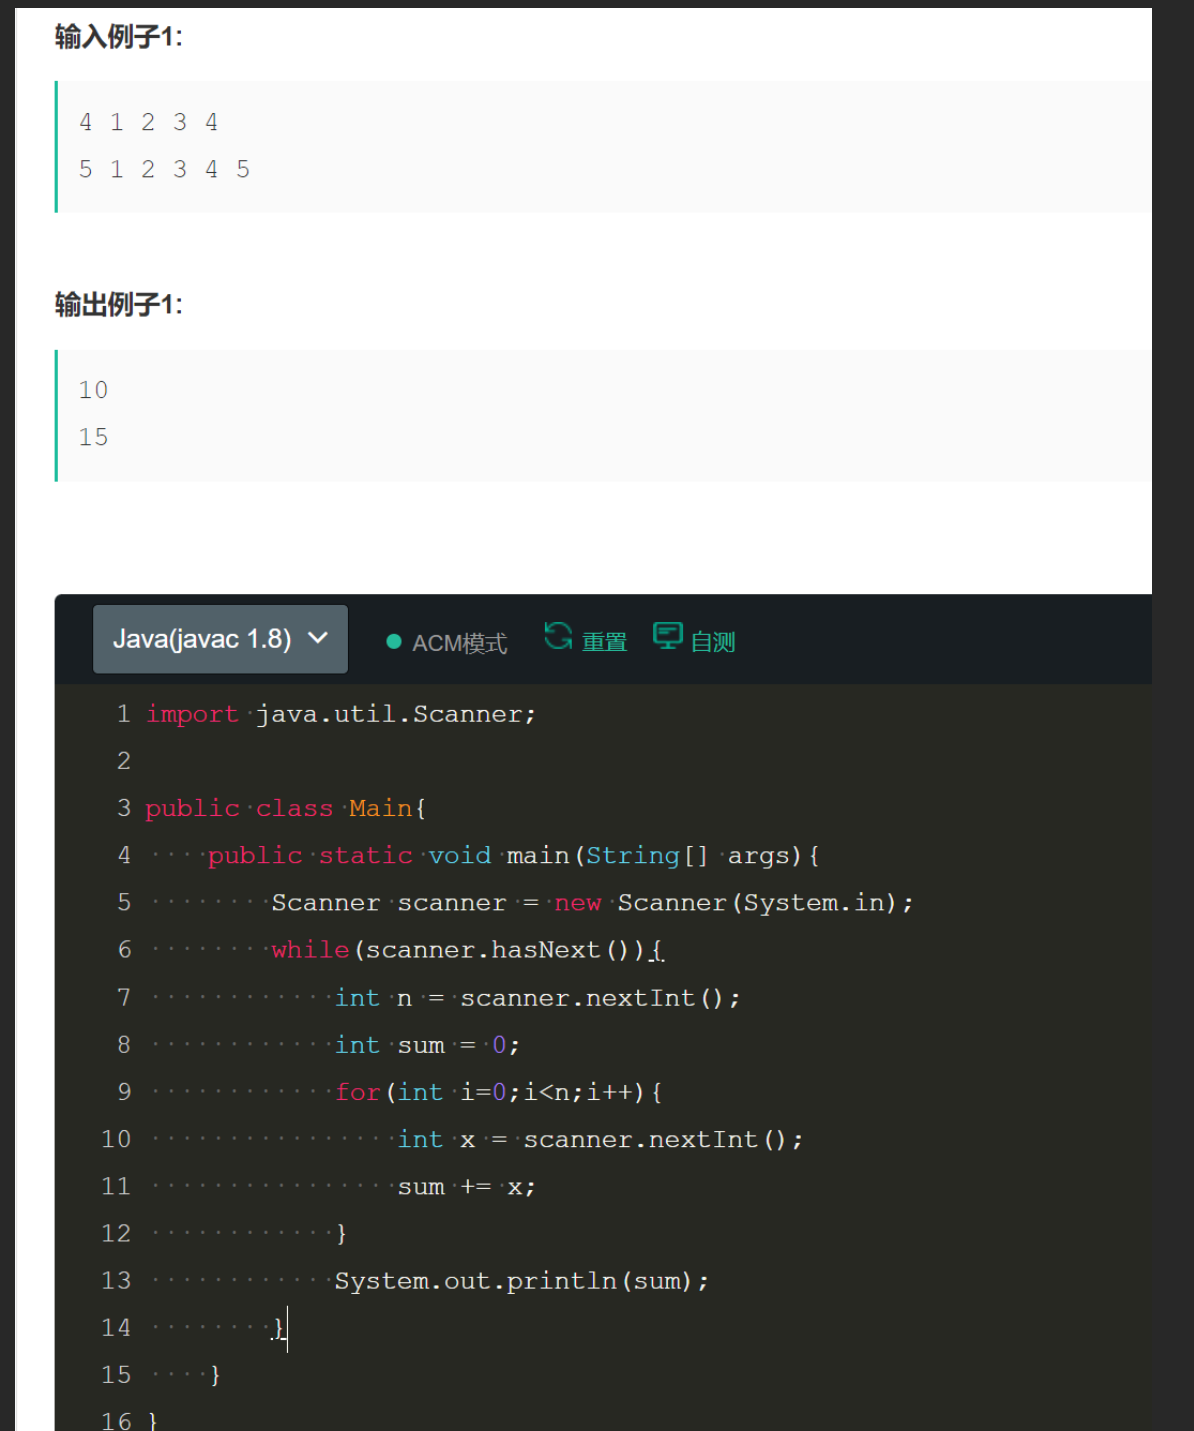 输入例子1:
4 1 2 3 4
5 1 2 3 4 5
输出例子1:
10
15
Java(javac 1.8) ACM模式 重置 自测
1 import java.util.Scanner;
2
3 public class Main{
4     public static void main(String[] args){
5         Scanner scanner = new Scanner(System.in);
6         while(scanner.hasNext()){
7             int n = scanner.nextInt();
8             int sum = 0;
9             for(int i=0;i<n;i++){
10                 int x = scanner.nextInt();
11                 sum += x;
12             }
13             System.out.println(sum);
14         }
15     }
16 }